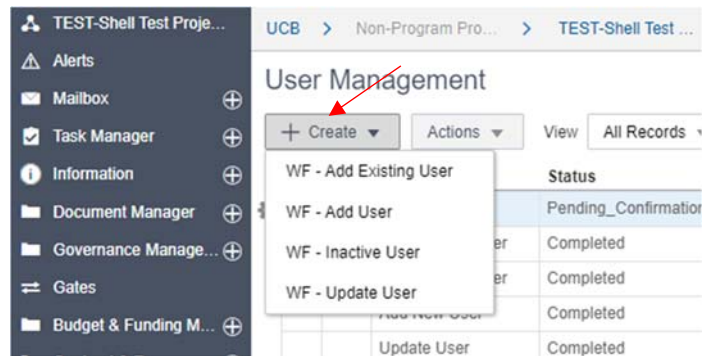 TEST-Shell Test Proje...
Alerts
Mailbox
Task Manager
Information
Document Manager
Governance Manage...
Gates
Budget & Funding M...
UCB > Non-Program Pro... > TEST-Shell Test ...
User Management
Create Actions View All Records
WF - Add Existing User
WF - Add User
WF - Inactive User
WF - Update User
Status
Pending_Confirmation
er Completed
er Completed
Completed
Update User Completed